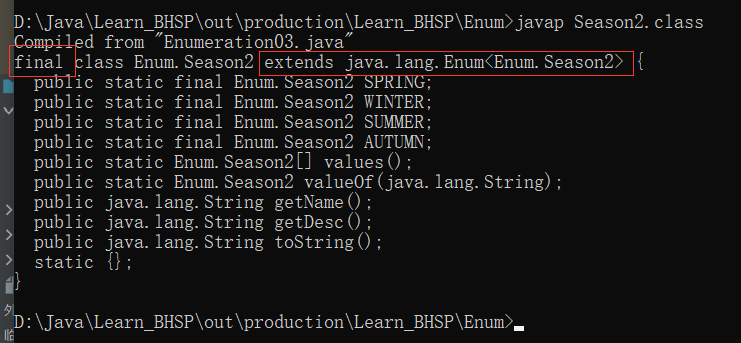 D:\Java\Learn_BHSP\out\production\Learn_BHSP\Enum>javap Season2.class
Compiled from "Enumeration03.java"
final class Enum.Season2 extends java.lang.Enum<Enum.Season2> {
  public static final Enum.Season2 SPRING;
  public static final Enum.Season2 WINTER;
  public static final Enum.Season2 SUMMER;
  public static final Enum.Season2 AUTUMN;
  public static Enum.Season2[] values();
  public static Enum.Season2 valueOf(java.lang.String);
  public java.lang.String getName();
  public java.lang.String getDesc();
  public java.lang.String toString();
  static {};
}
外
临
D:\Java\Learn_BHSP\out\production\Learn_BHSP\Enum>